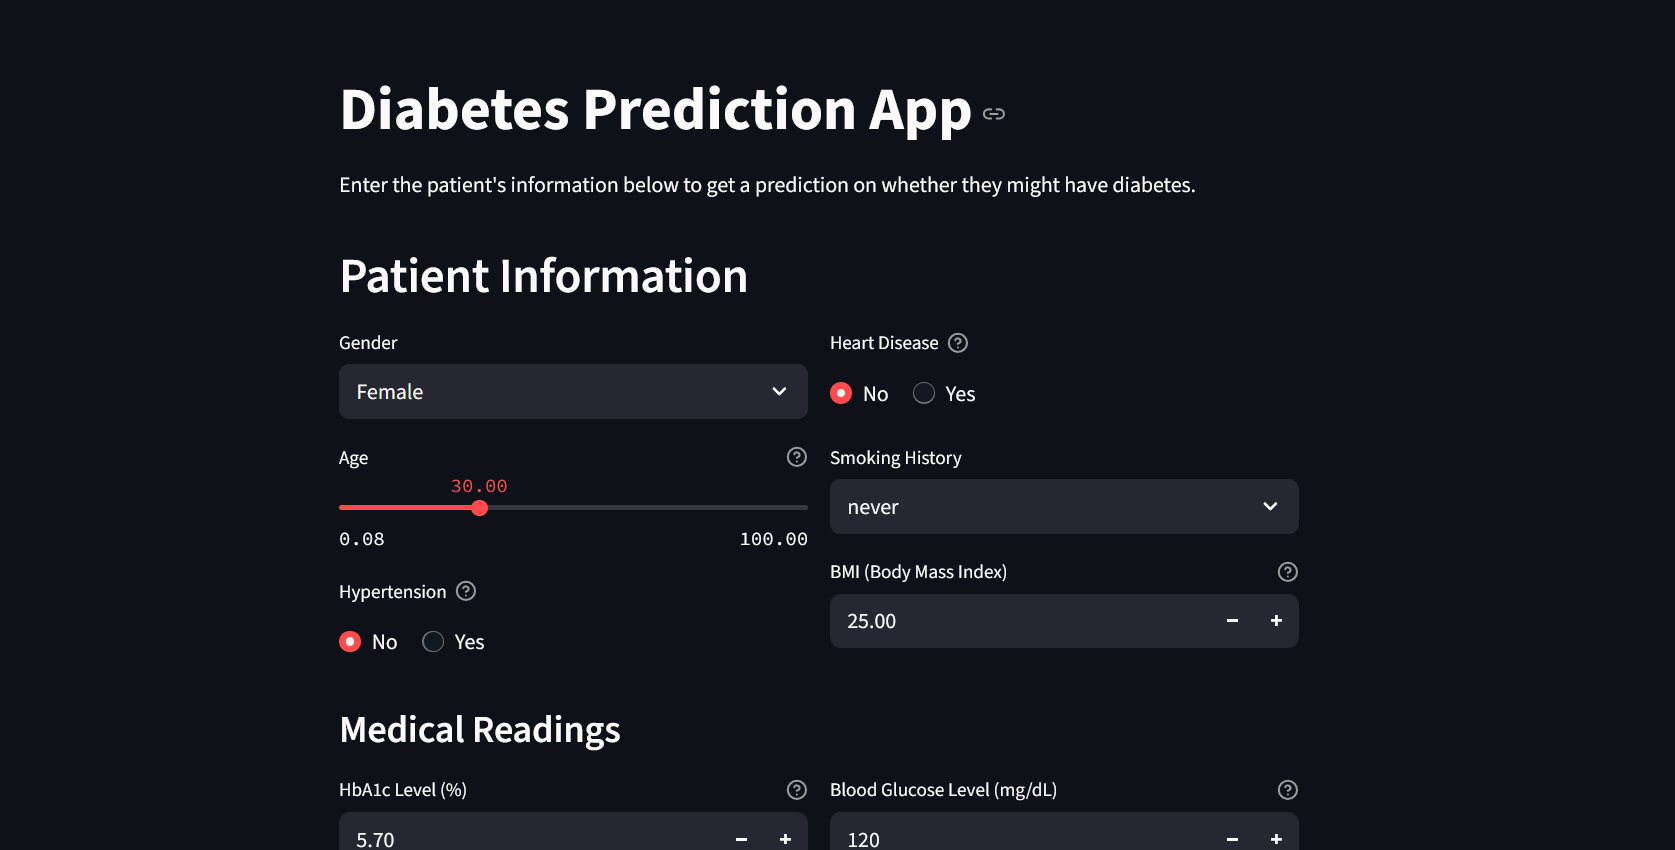 Diabetes Prediction App
Enter the patient's information below to get a prediction on whether they might have diabetes.
Patient Information
Gender
Female
Age
30.00
0.08 100.00
Hypertension
No Yes
Heart Disease
No Yes
Smoking History
never
BMI (Body Mass Index)
25.00
Medical Readings
HbA1c Level (%)
5.70
Blood Glucose Level (mg/dL)
120